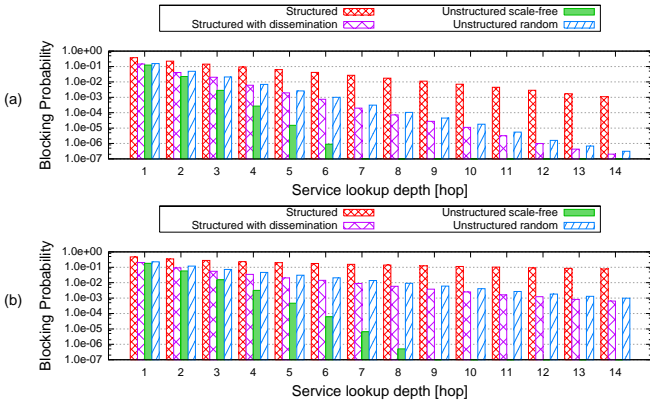 Structured
Unstructured scale-free
Structured with dissemination
Unstructured random
(a)
Blocking Probability
1.0e+00
1.0e-01
1.0e-02
1.0e-03
1.0e-04
1.0e-05
1.0e-06
1.0e-07
1 2 3 4 5 6 7 8 9 10 11 12 13 14
Service lookup depth [hop]
Structured
Unstructured scale-free
Structured with dissemination
Unstructured random
(b)
Blocking Probability
1.0e+00
1.0e-01
1.0e-02
1.0e-03
1.0e-04
1.0e-05
1.0e-06
1.0e-07
1 2 3 4 5 6 7 8 9 10 11 12 13 14
Service lookup depth [hop]